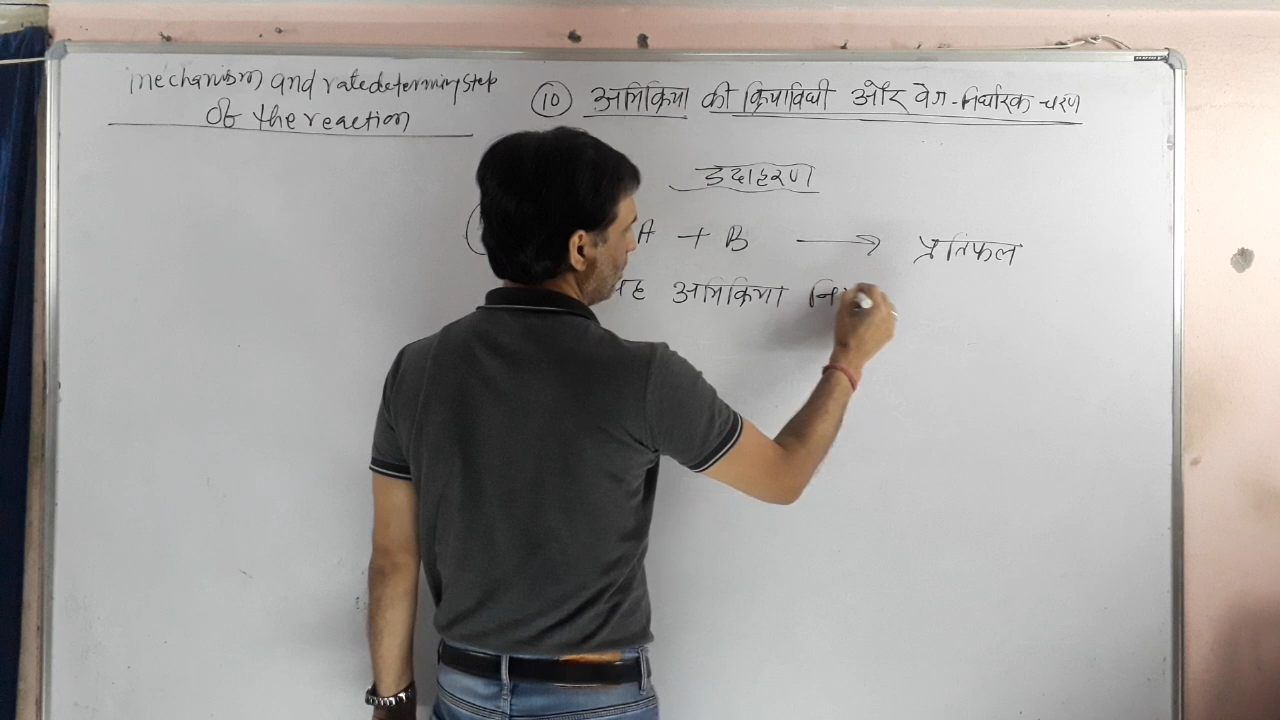 mechanism and rate determining step
of the reaction
(10) अभिक्रिया की क्रियाविधी और वेग-निर्धारक चरण
उदाहरण
A + B → प्रतिफल
यह अभिक्रिया